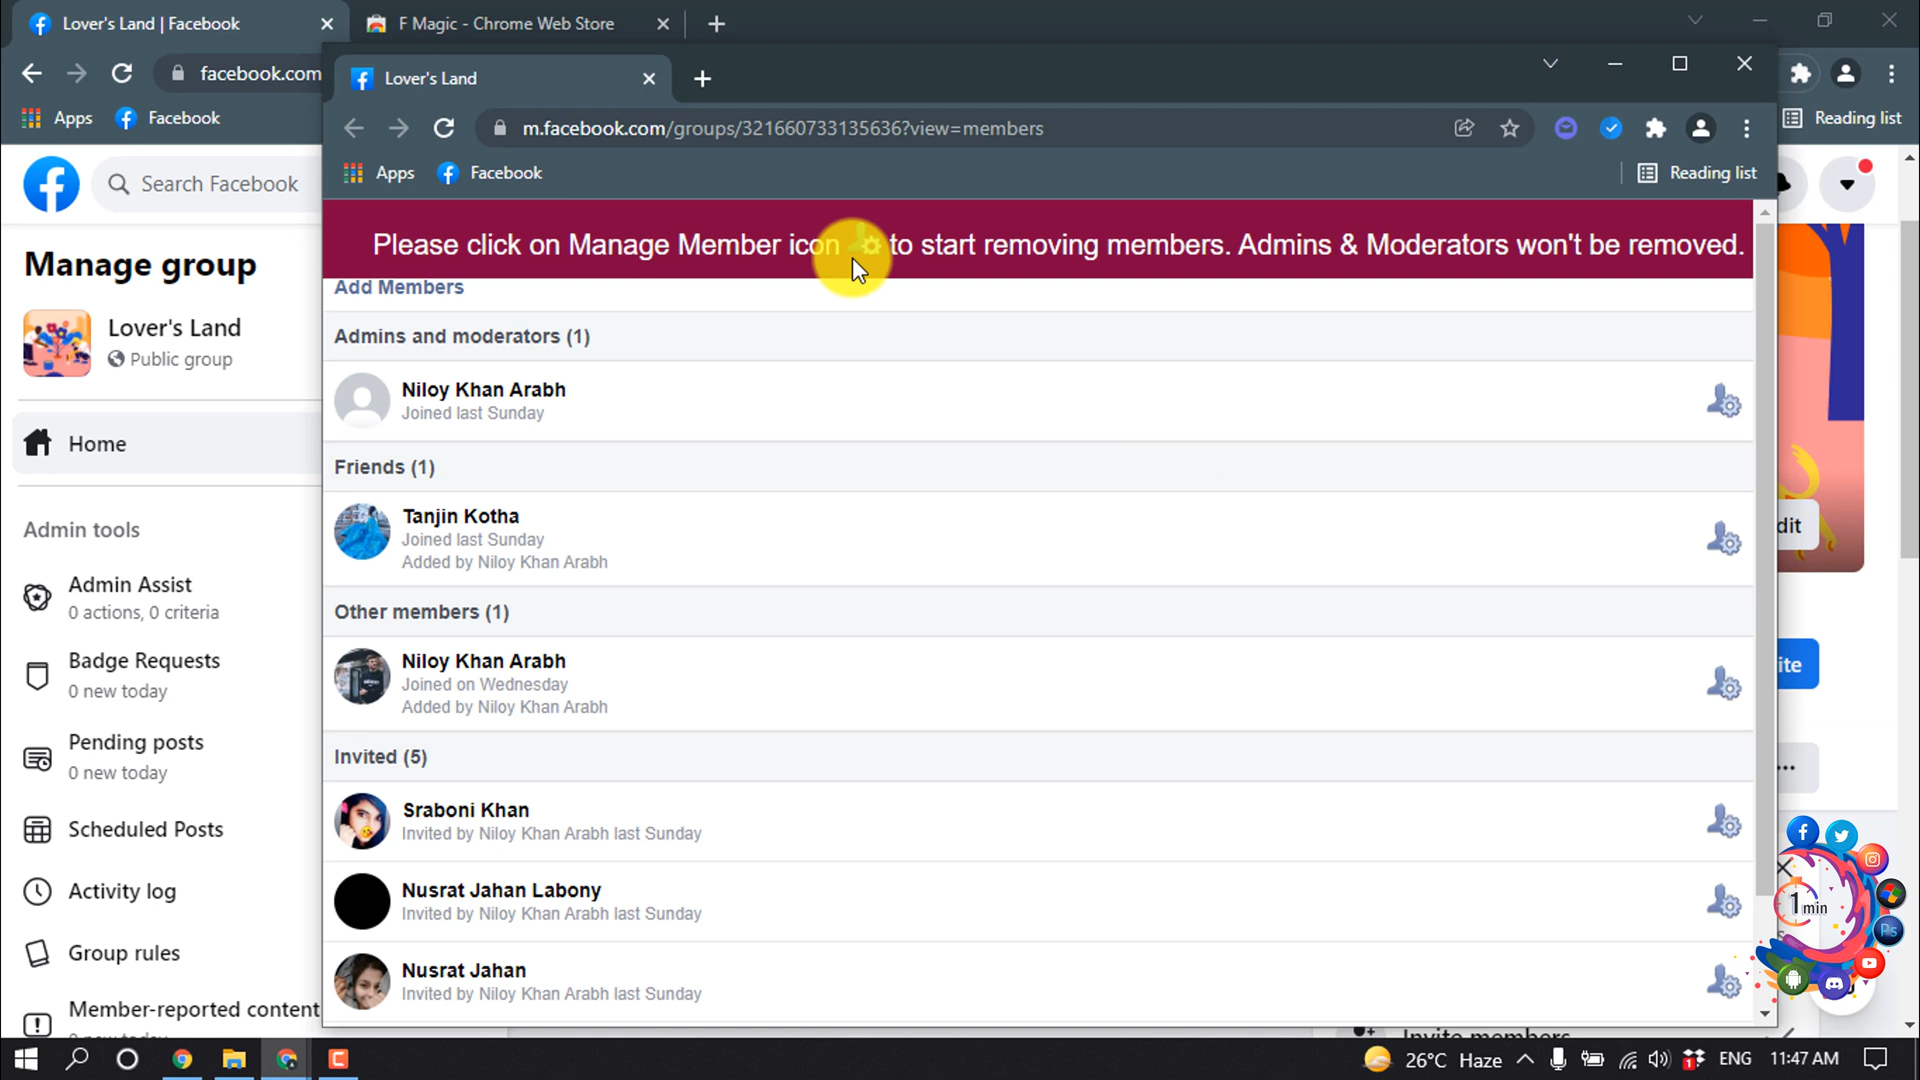 Lover's Land | Facebook
F Magic - Chrome Web Store
facebook.com
Apps
Facebook
Reading list
Search Facebook
Manage group
Lover's Land
Public group
Home
Admin tools
Admin Assist
0 actions, 0 criteria
Badge Requests
0 new today
Pending posts
0 new today
Scheduled Posts
Activity log
Group rules
Member-reported content
Lover's Land
m.facebook.com/groups/321660733135636?view=members
Apps
Facebook
Reading list
Please click on Manage Member icon to start removing members. Admins & Moderators won't be removed.
Add Members
Admins and moderators (1)
Niloy Khan Arabh
Joined last Sunday
Friends (1)
Tanjin Kotha
Joined last Sunday
Added by Niloy Khan Arabh
Other members (1)
Niloy Khan Arabh
Joined on Wednesday
Added by Niloy Khan Arabh
Invited (5)
Sraboni Khan
Invited by Niloy Khan Arabh last Sunday
Nusrat Jahan Labony
Invited by Niloy Khan Arabh last Sunday
Nusrat Jahan
Invited by Niloy Khan Arabh last Sunday
dit
ite
1 min
Ps
Invite members
26°C Haze
ENG
11:47 AM